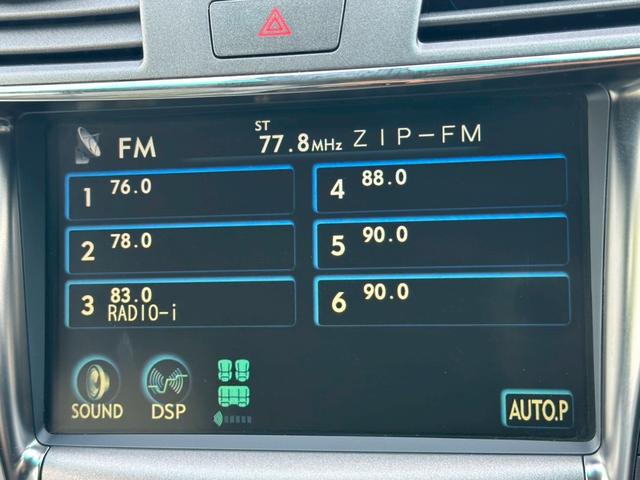 FM ST 77.8MHz ZIP-FM
1 76.0
2 78.0
3 83.0
RADIO-i
4 88.0
5 90.0
6 90.0
SOUND DSP AUTO.P